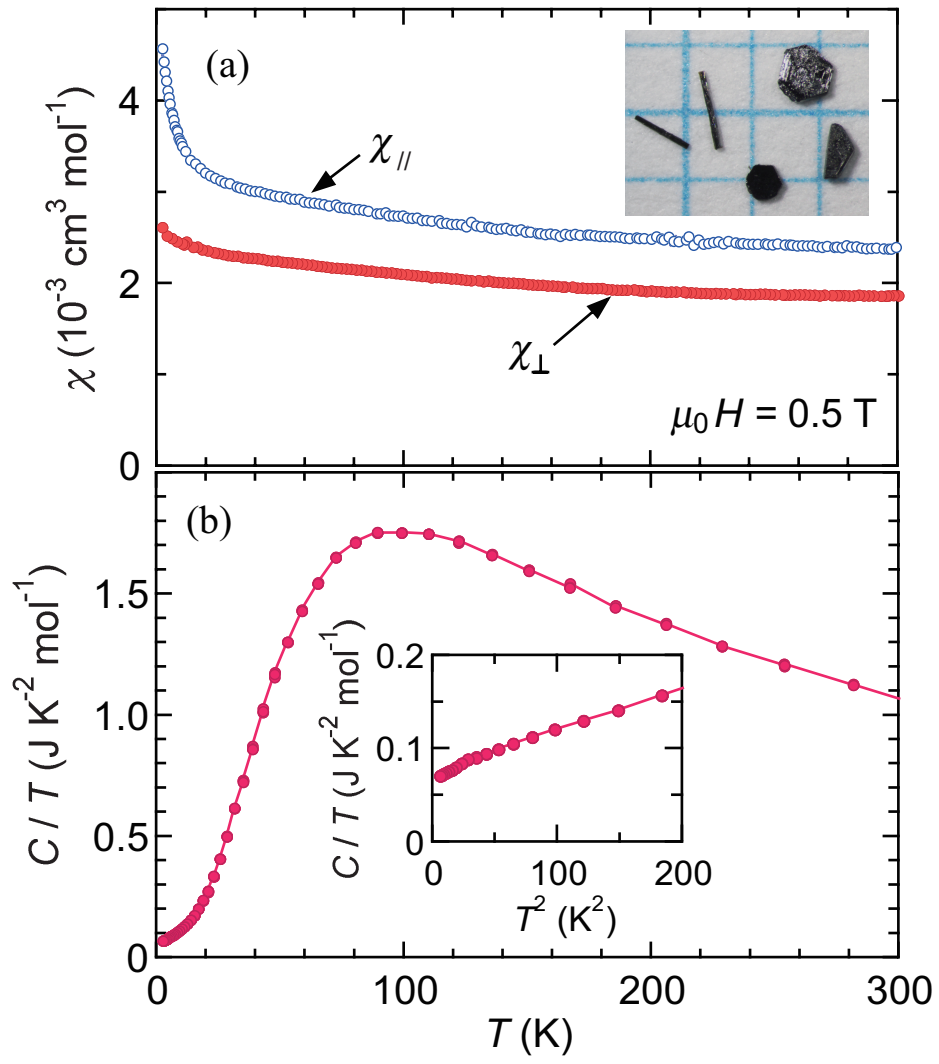 (a)
χ//
χ⊥
μ0 H = 0.5 T
χ (10-3 cm3 mol-1)
4
2
0
(b)
C / T (J K-2 mol-1)
1.5
1.0
0.5
0
C / T (J K-2 mol-1)
0.2
0.1
0
0 100 200
T2 (K2)
0 100 200 300
T (K)